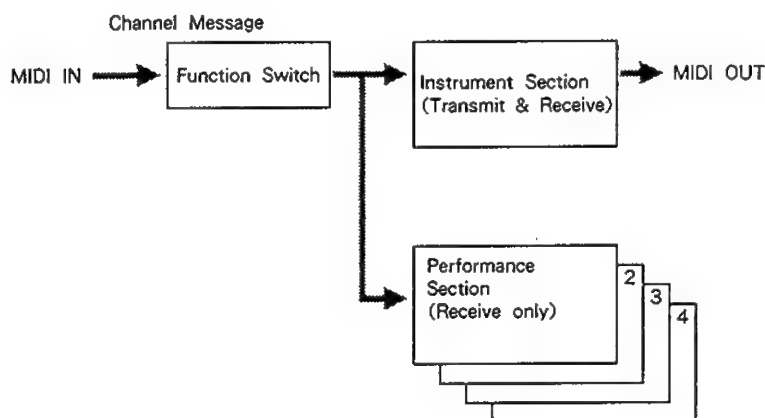 Channel Message
MIDI IN
Function Switch
Instrument Section
(Transmit & Receive)
MIDI OUT
Performance
Section
(Receive only)
2
3
4